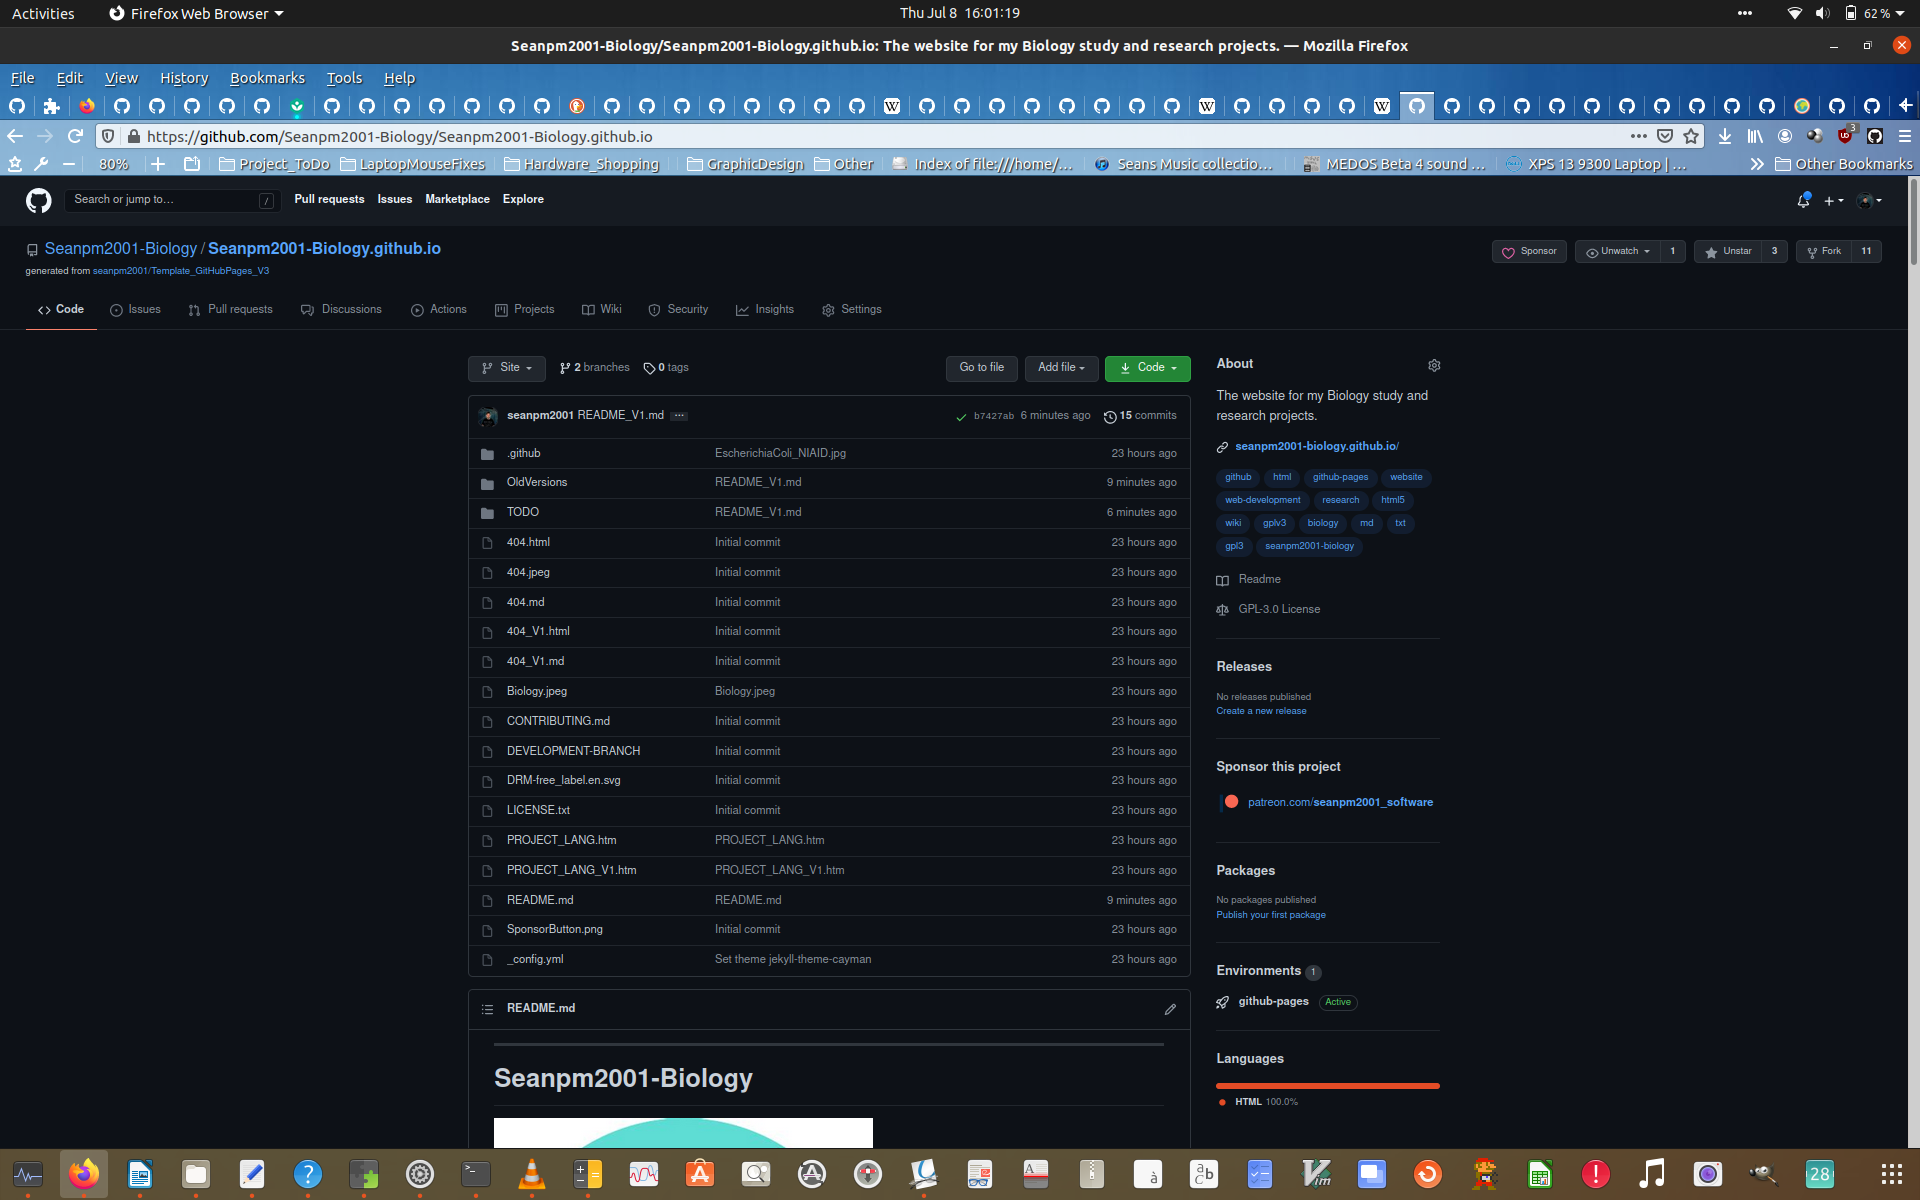 Activities Firefox Web Browser Thu Jul 8 16:01:19 62 %
Seanpm2001-Biology/Seanpm2001-Biology.github.io: The website for my Biology study and research projects. — Mozilla Firefox
File Edit View History Bookmarks Tools Help
https://github.com/Seanpm2001-Biology/Seanpm2001-Biology.github.io 3
80% Project_ToDo LaptopMouseFixes Hardware_Shopping GraphicDesign Other Index of file:///home/... Seans Music collectio... MEDOS Beta 4 sound ... XPS 13 9300 Laptop | ... Other Bookmarks
Search or jump to... / Pull requests Issues Marketplace Explore
Seanpm2001-Biology / Seanpm2001-Biology.github.io Sponsor Unwatch 1 Unstar 3 Fork 11
generated from seanpm2001/Template_GitHubPages_V3
Code Issues Pull requests Discussions Actions Projects Wiki Security Insights Settings
Site 2 branches 0 tags Go to file Add file Code
seanpm2001 README_V1.md ... b7427ab 6 minutes ago 15 commits
.github EscherichiaColi_NIAID.jpg 23 hours ago
OldVersions README_V1.md 9 minutes ago
TODO README_V1.md 6 minutes ago
404.html Initial commit 23 hours ago
404.jpeg Initial commit 23 hours ago
404.md Initial commit 23 hours ago
404_V1.html Initial commit 23 hours ago
404_V1.md Initial commit 23 hours ago
Biology.jpeg Biology.jpeg 23 hours ago
CONTRIBUTING.md Initial commit 23 hours ago
DEVELOPMENT-BRANCH Initial commit 23 hours ago
DRM-free_label.en.svg Initial commit 23 hours ago
LICENSE.txt Initial commit 23 hours ago
PROJECT_LANG.htm PROJECT_LANG.htm 23 hours ago
PROJECT_LANG_V1.htm PROJECT_LANG_V1.htm 23 hours ago
README.md README.md 9 minutes ago
SponsorButton.png Initial commit 23 hours ago
_config.yml Set theme jekyll-theme-cayman 23 hours ago
README.md
Seanpm2001-Biology
About
The website for my Biology study and
research projects.
seanpm2001-biology.github.io/
github html github-pages website
web-development research html5
wiki gplv3 biology md txt
gpl3 seanpm2001-biology
Readme
GPL-3.0 License
Releases
No releases published
Create a new release
Sponsor this project
patreon.com/seanpm2001_software
Packages
No packages published
Publish your first package
Environments 1
github-pages Active
Languages
HTML 100.0%
28